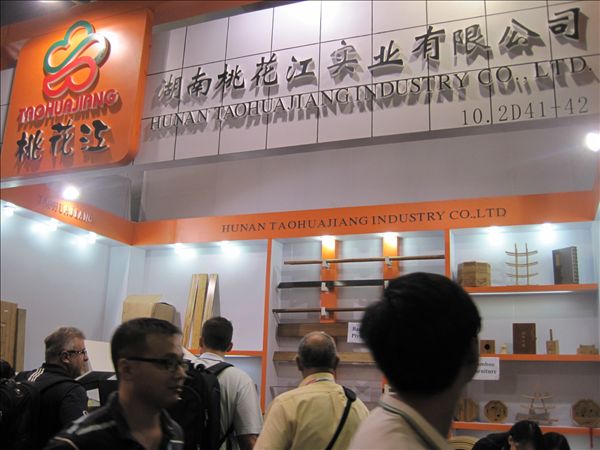 TAOHUAJIANG
桃花江
湖南桃花江实业有限公司
HUNAN TAOHUAJIANG INDUSTRY CO., LTD.
10.2D41-42
TAOHUAJIANG
HUNAN TAOHUAJIANG INDUSTRY CO.,LTD